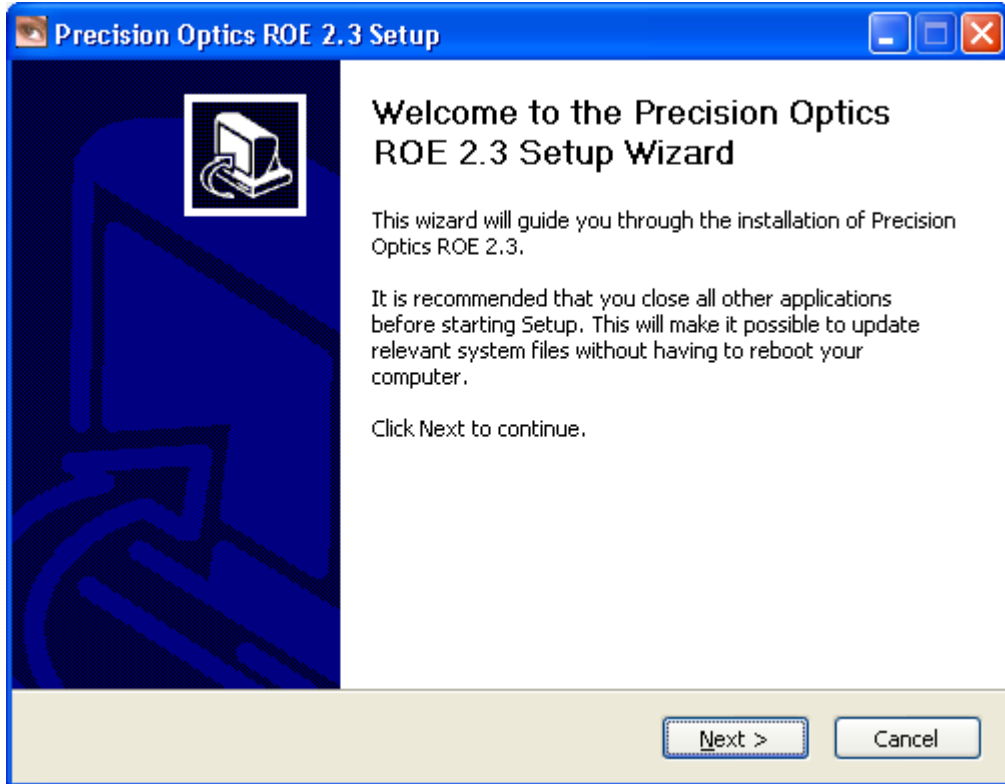 Precision Optics ROE 2.3 Setup
Welcome to the Precision Optics
ROE 2.3 Setup Wizard
This wizard will guide you through the installation of Precision
Optics ROE 2.3.
It is recommended that you close all other applications
before starting Setup. This will make it possible to update
relevant system files without having to reboot your
computer.
Click Next to continue.
Next >
Cancel